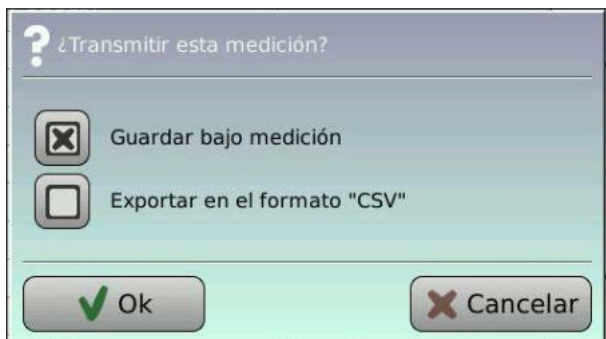 ¿Transmitir esta medición?
Guardar bajo medición
Exportar en el formato "CSV"
Ok
Cancelar